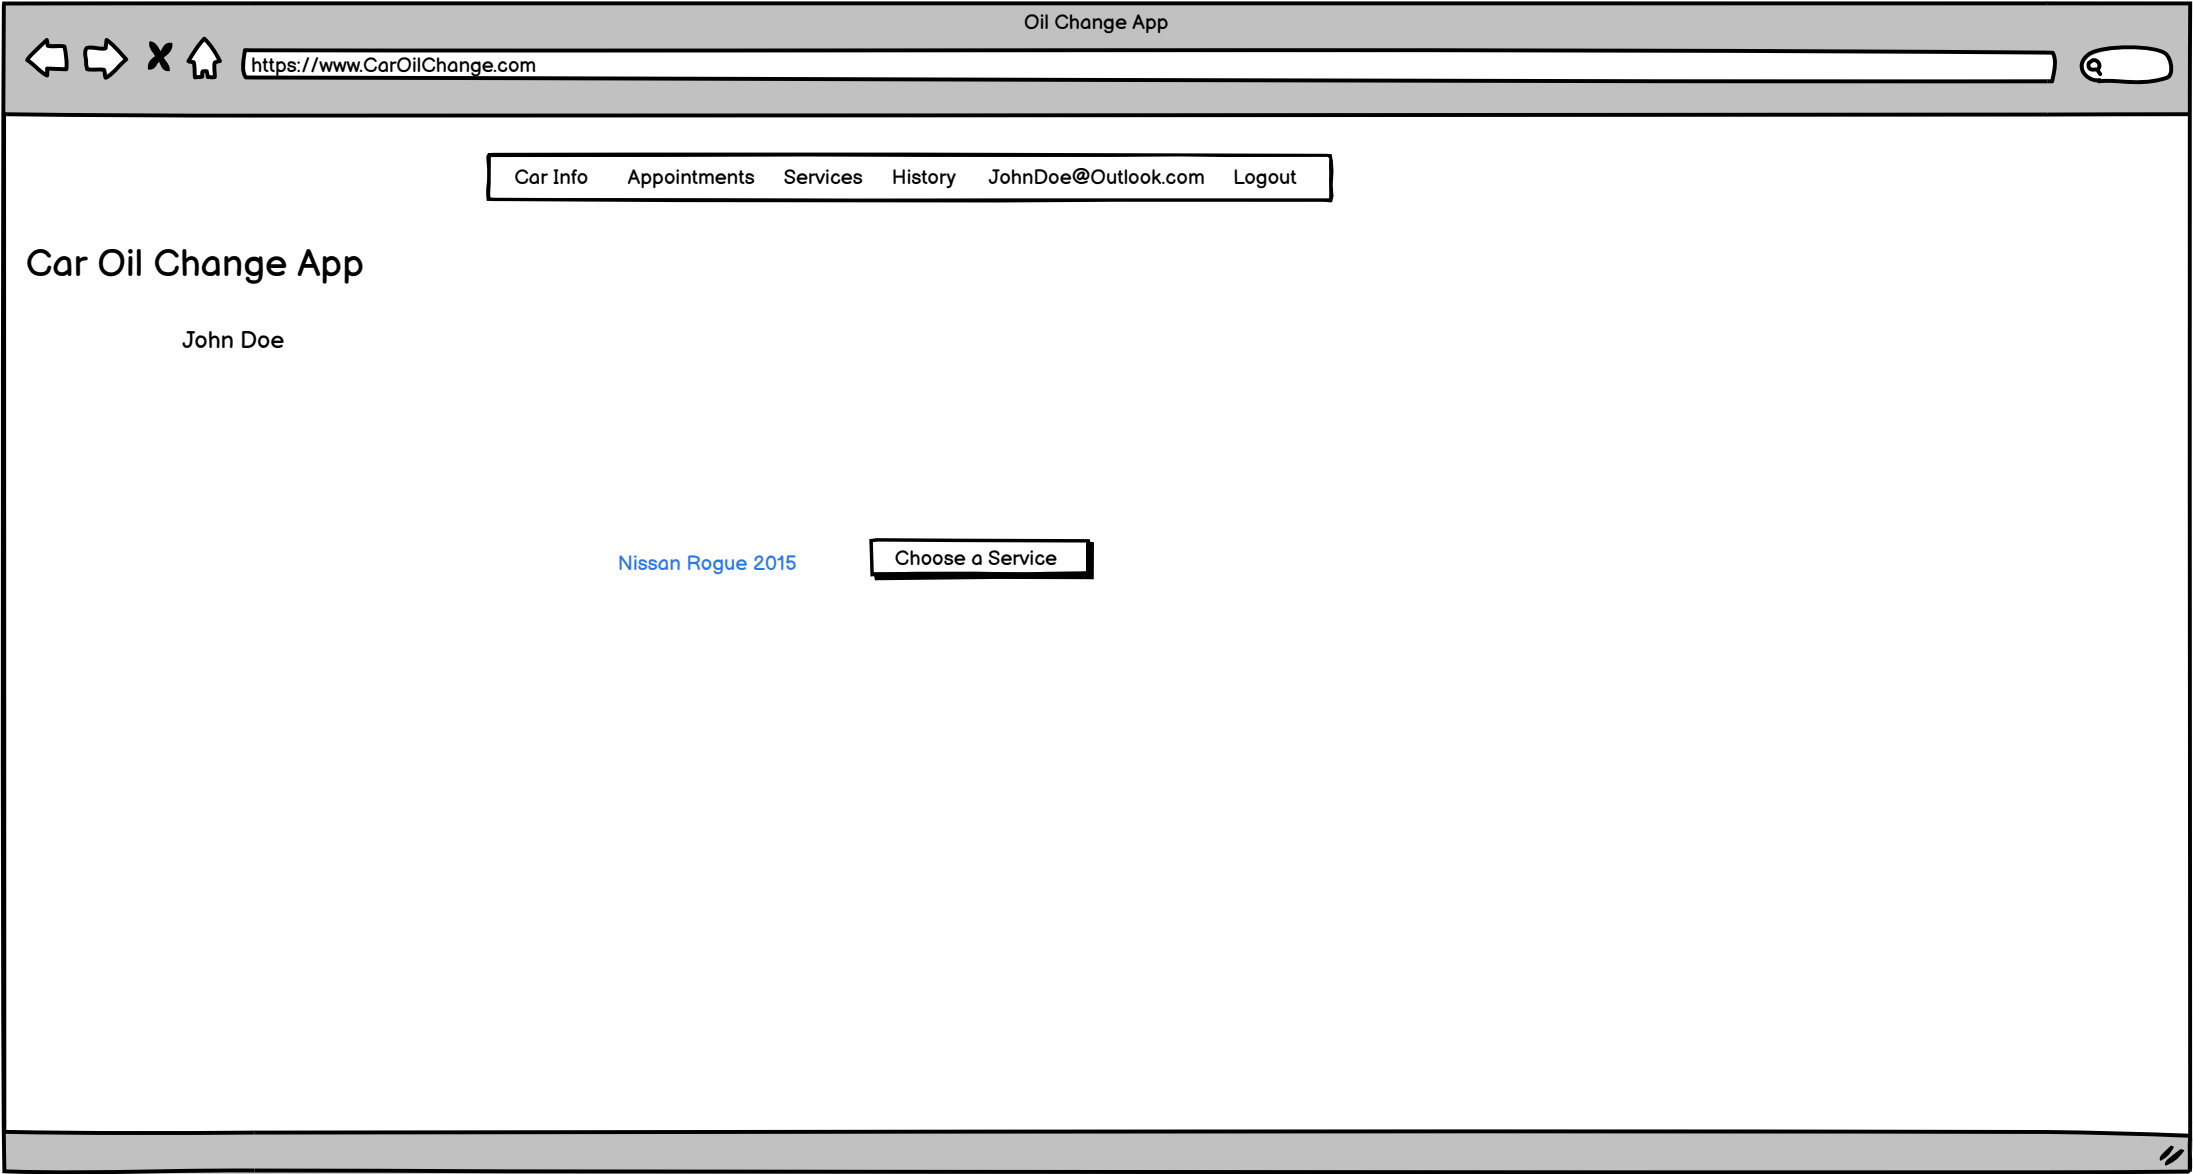 Oil Change App
https://www.CarOilChange.com
Car Info Appointments Services History JohnDoe@Outlook.com Logout
Car Oil Change App
John Doe
Nissan Rogue 2015 Choose a Service